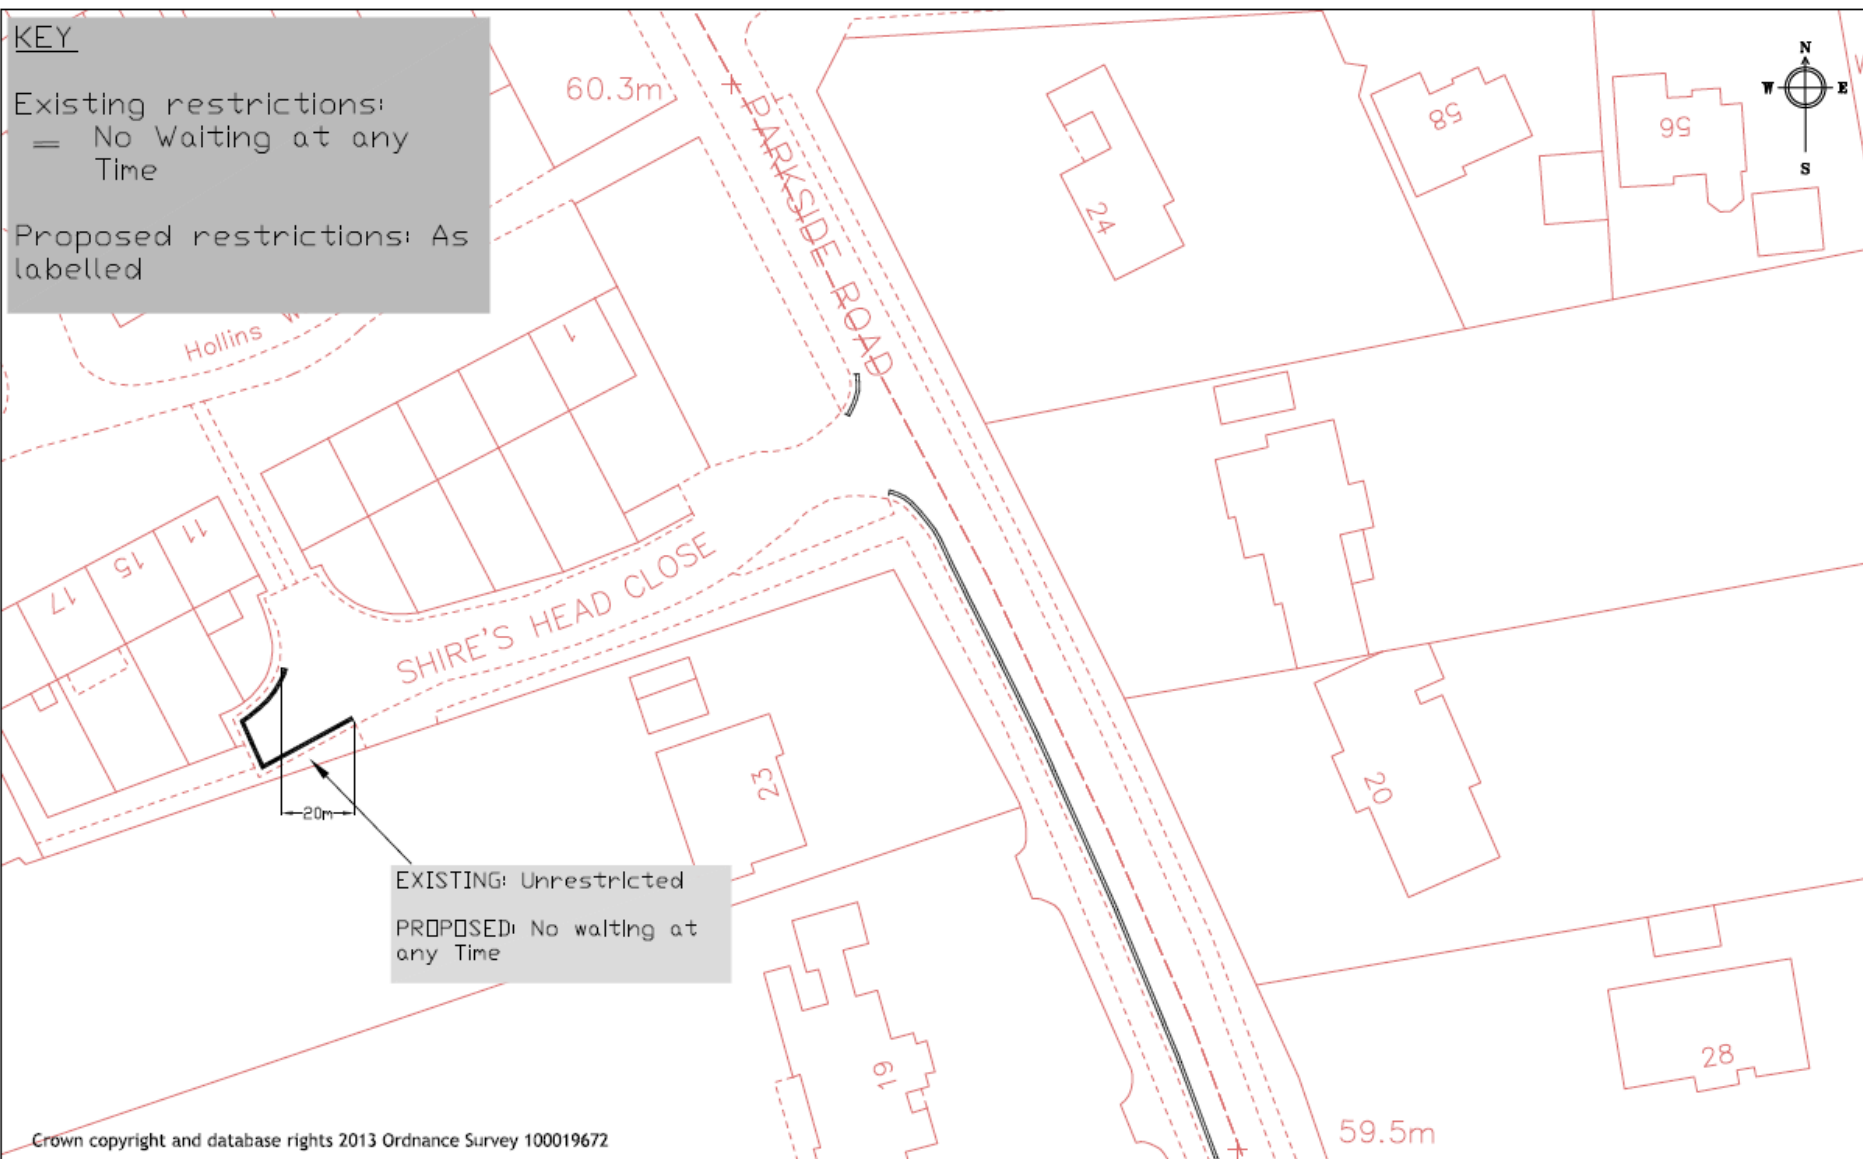 KEY
Existing restrictions:
= No Waiting at any
Time
Proposed restrictions: As
labelled
60.3m
PARKSIDE ROAD
N
W E
S
58
56
24
Hollins
1
11
15
17
SHIRE'S HEAD CLOSE
23
20
20m
EXISTING: Unrestricted
PROPOSED: No waiting at
any Time
19
28
59.5m
Crown copyright and database rights 2013 Ordnance Survey 100019672